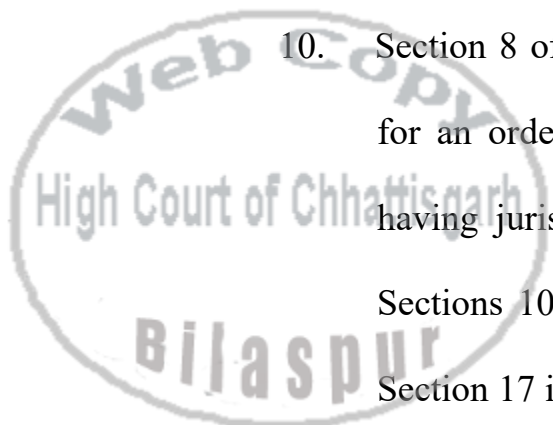 Web Copy
10. Section 8 of
for an orde
High Court of Chhattisgarh
having juris
Sections 10
Bilaspur
Section 17 i